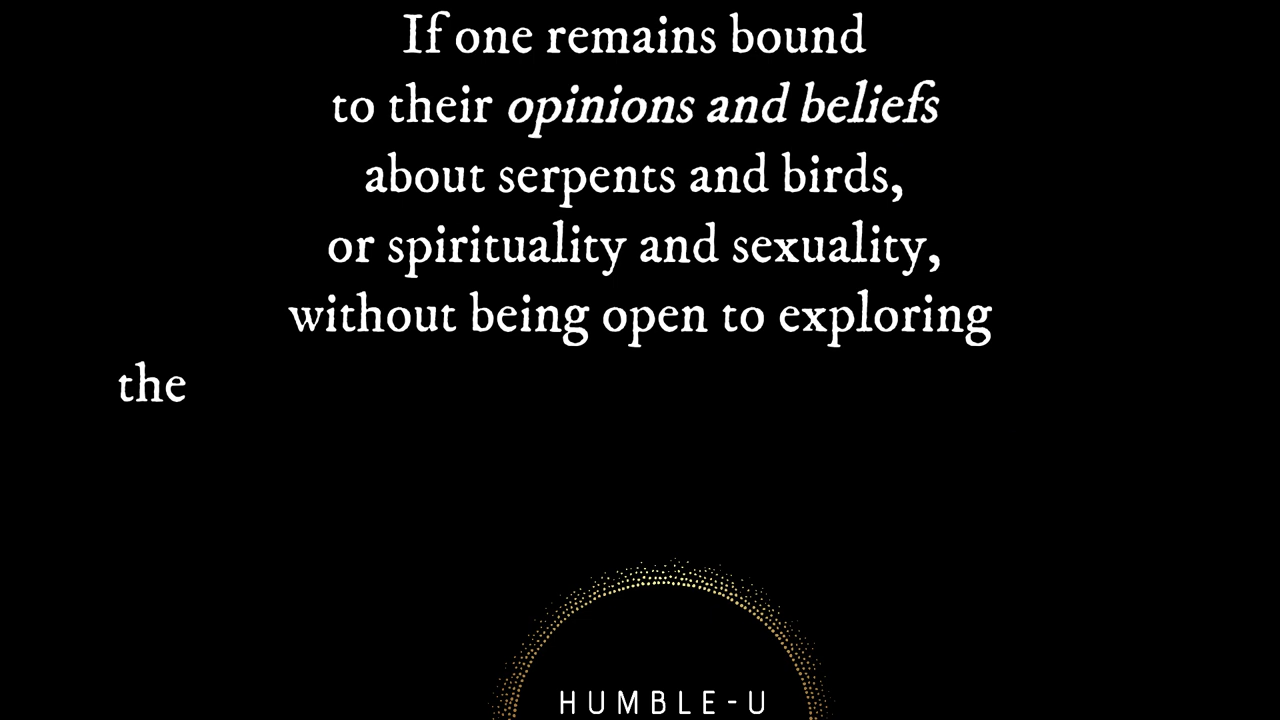 If one remains bound
to their opinions and beliefs
about serpents and birds,
or spirituality and sexuality,
without being open to exploring
the
HUMBLE-U